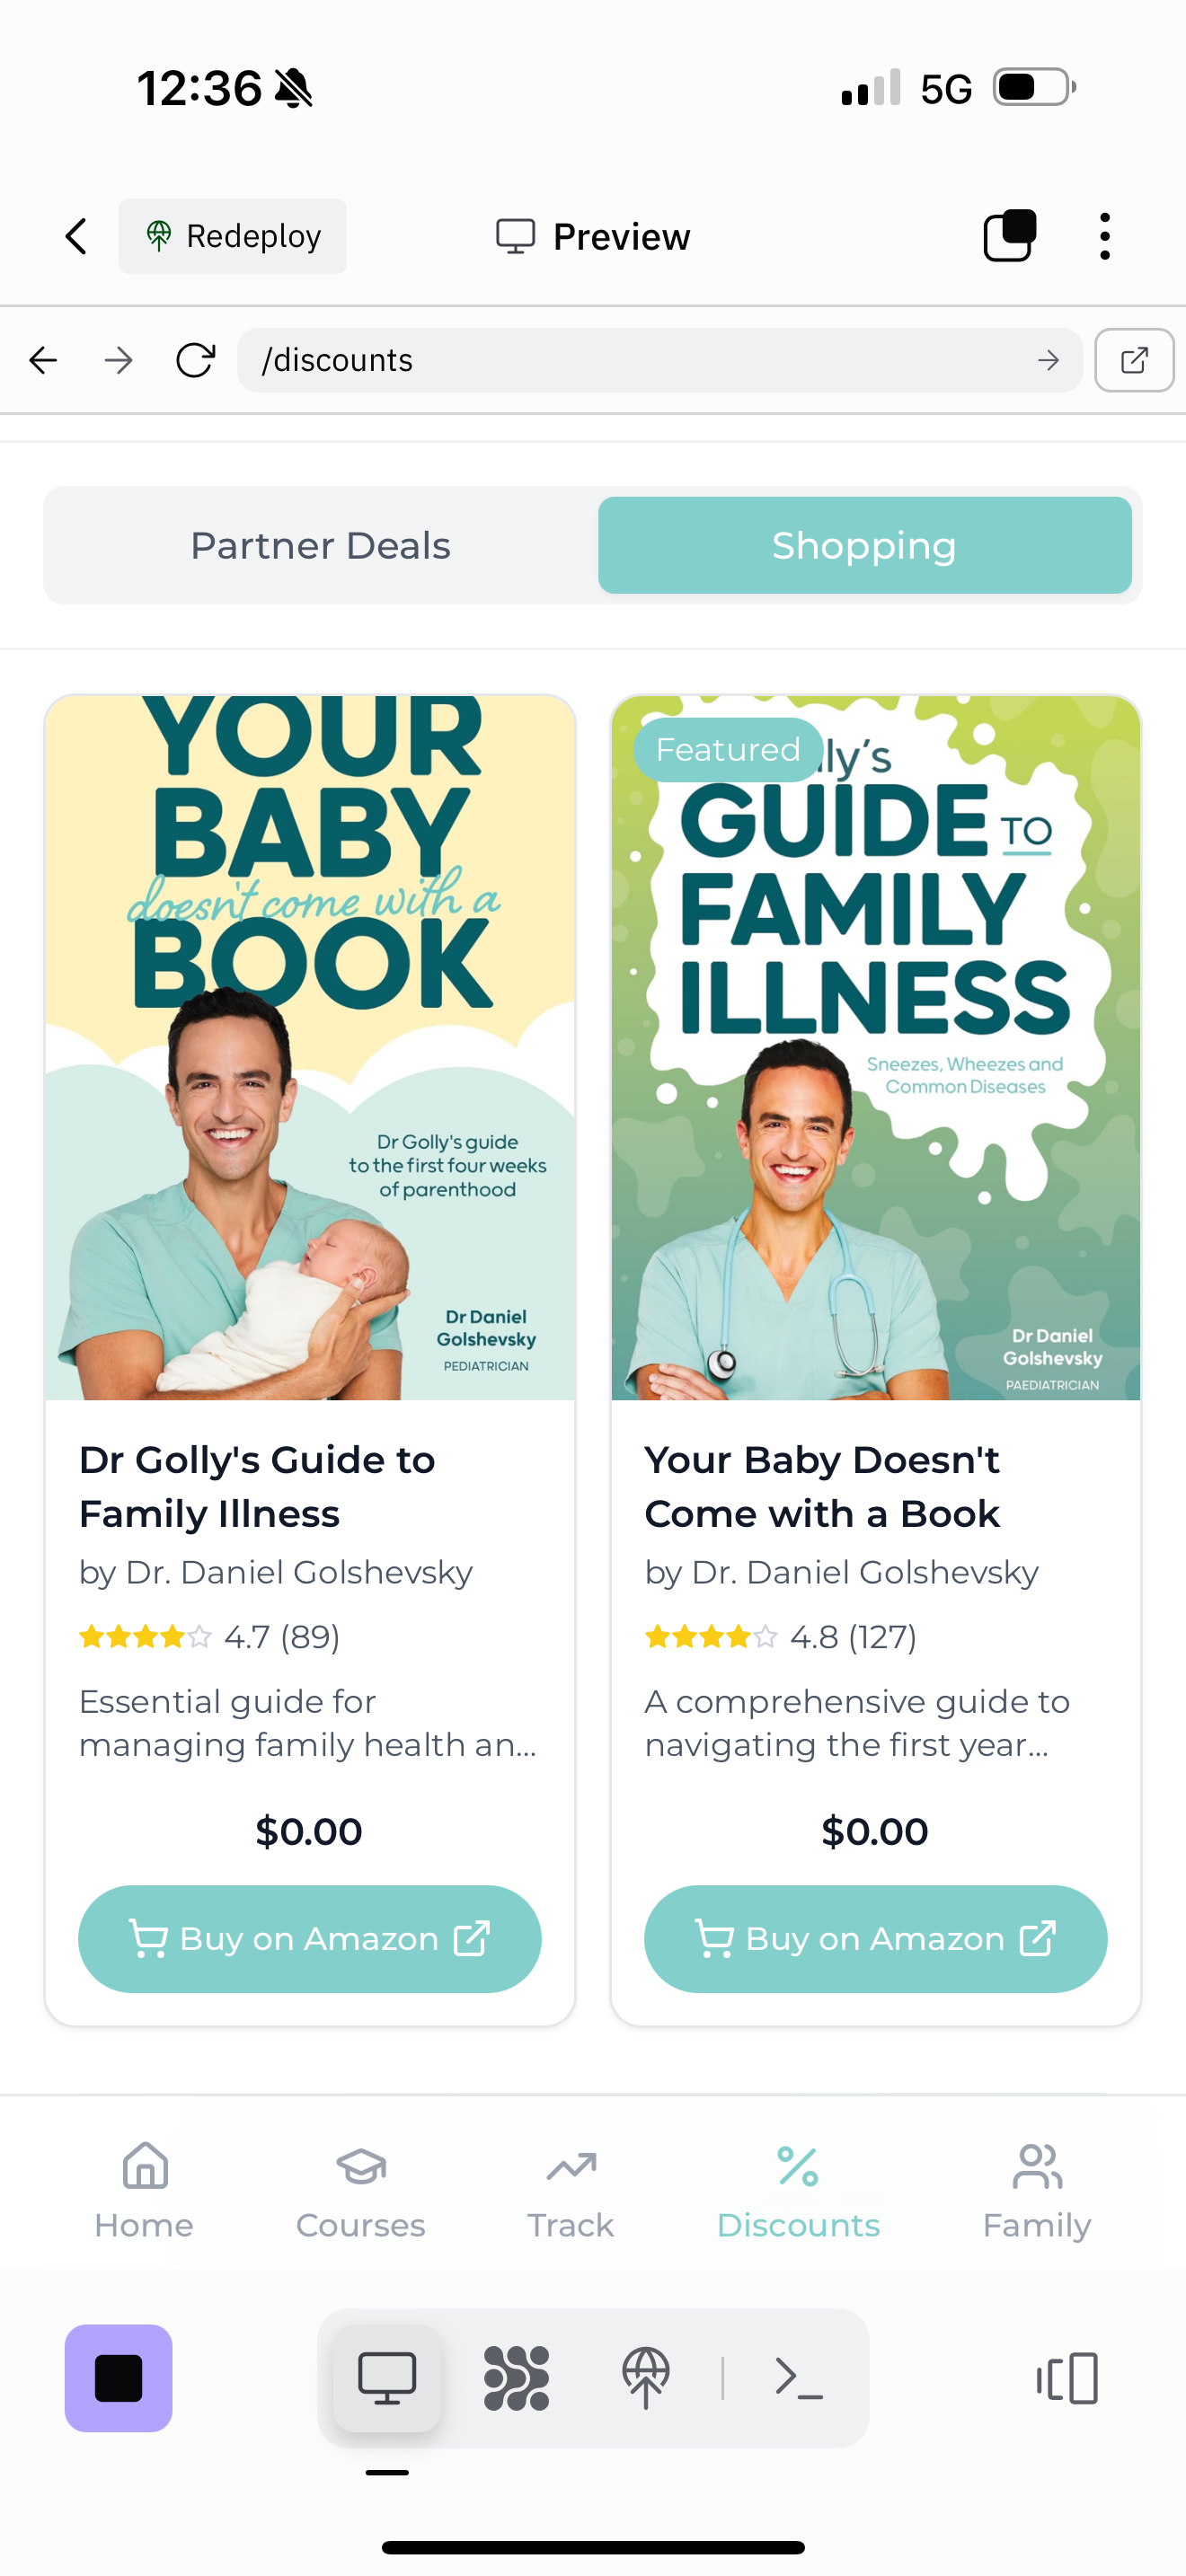 12:36
5G
Redeploy
Preview
/discounts
Partner Deals
Shopping
YOUR
BABY
doesn't come with a
BOOK
Dr Golly's guide
to the first four weeks
of parenthood
Dr Daniel
Golshevsky
PEDIATRICIAN
Featured
lly's
GUIDE TO
FAMILY
ILLNESS
Sneezes, Wheezes and
Common Diseases
Dr Daniel
Golshevsky
PAEDIATRICIAN
Dr Golly's Guide to
Family Illness
by Dr. Daniel Golshevsky
4.7 (89)
Essential guide for
managing family health an...
$0.00
Buy on Amazon
Your Baby Doesn't
Come with a Book
by Dr. Daniel Golshevsky
4.8 (127)
A comprehensive guide to
navigating the first year...
$0.00
Buy on Amazon
Home
Courses
Track
Discounts
Family